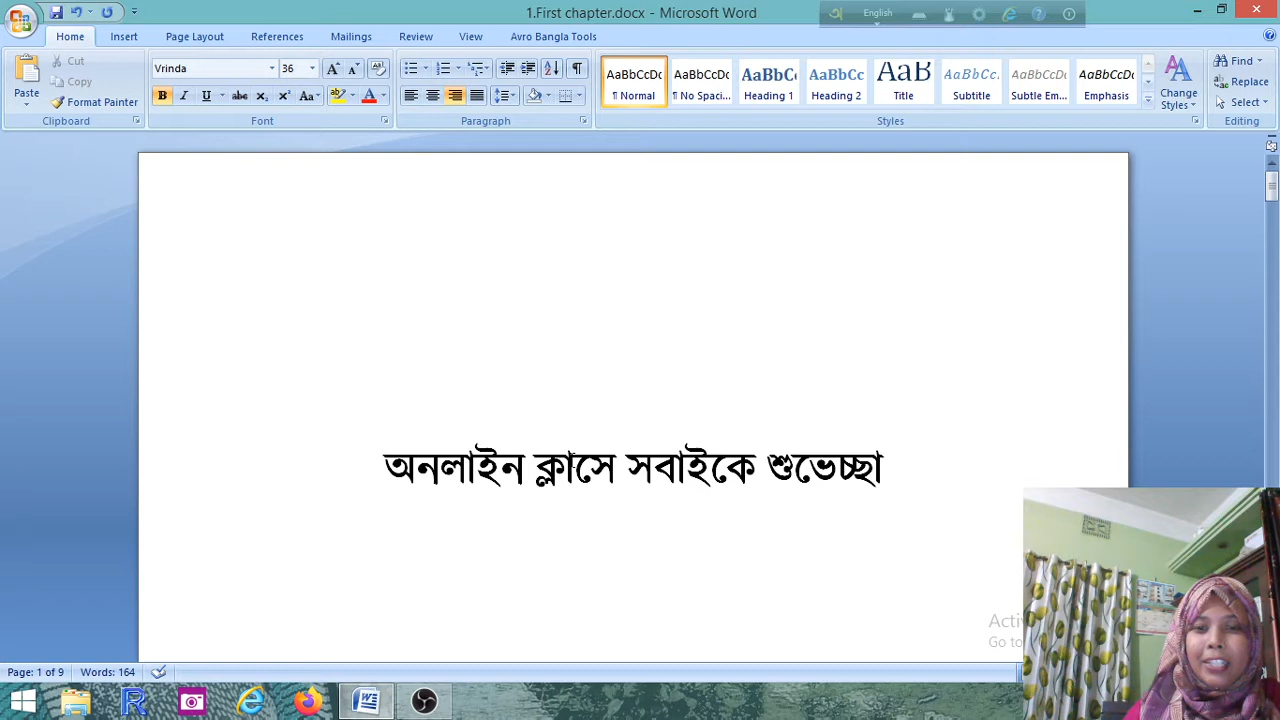 1.First chapter.docx - Microsoft Word
English
Home Insert Page Layout References Mailings Review View Avro Bangla Tools
Paste
Cut
Copy
Format Painter
Clipboard
Vrinda 36
Font
Paragraph
AaBbCcDc AaBbCcDc AaBbC AaBbCc AaB AaBbCc. AaBbCcDc AaBbCcDc
¶ Normal ¶ No Spaci... Heading 1 Heading 2 Title Subtitle Subtle Em... Emphasis
Change Styles
Styles
Find
Replace
Select
Editing
অনলাইন ক্লাসে সবাইকে শুভেচ্ছা
Go to
Page: 1 of 9 Words: 164